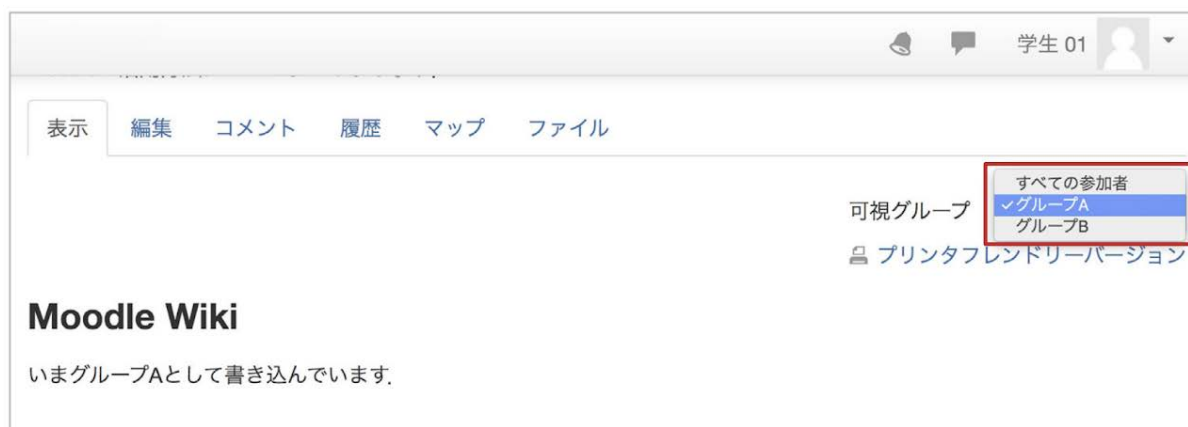 学生 01
表示 編集 コメント 履歴 マップ ファイル
すべての参加者
可視グループ ✓グループA
グループB
プリンタフレンドリーバージョン
Moodle Wiki
いまグループAとして書き込んでいます.